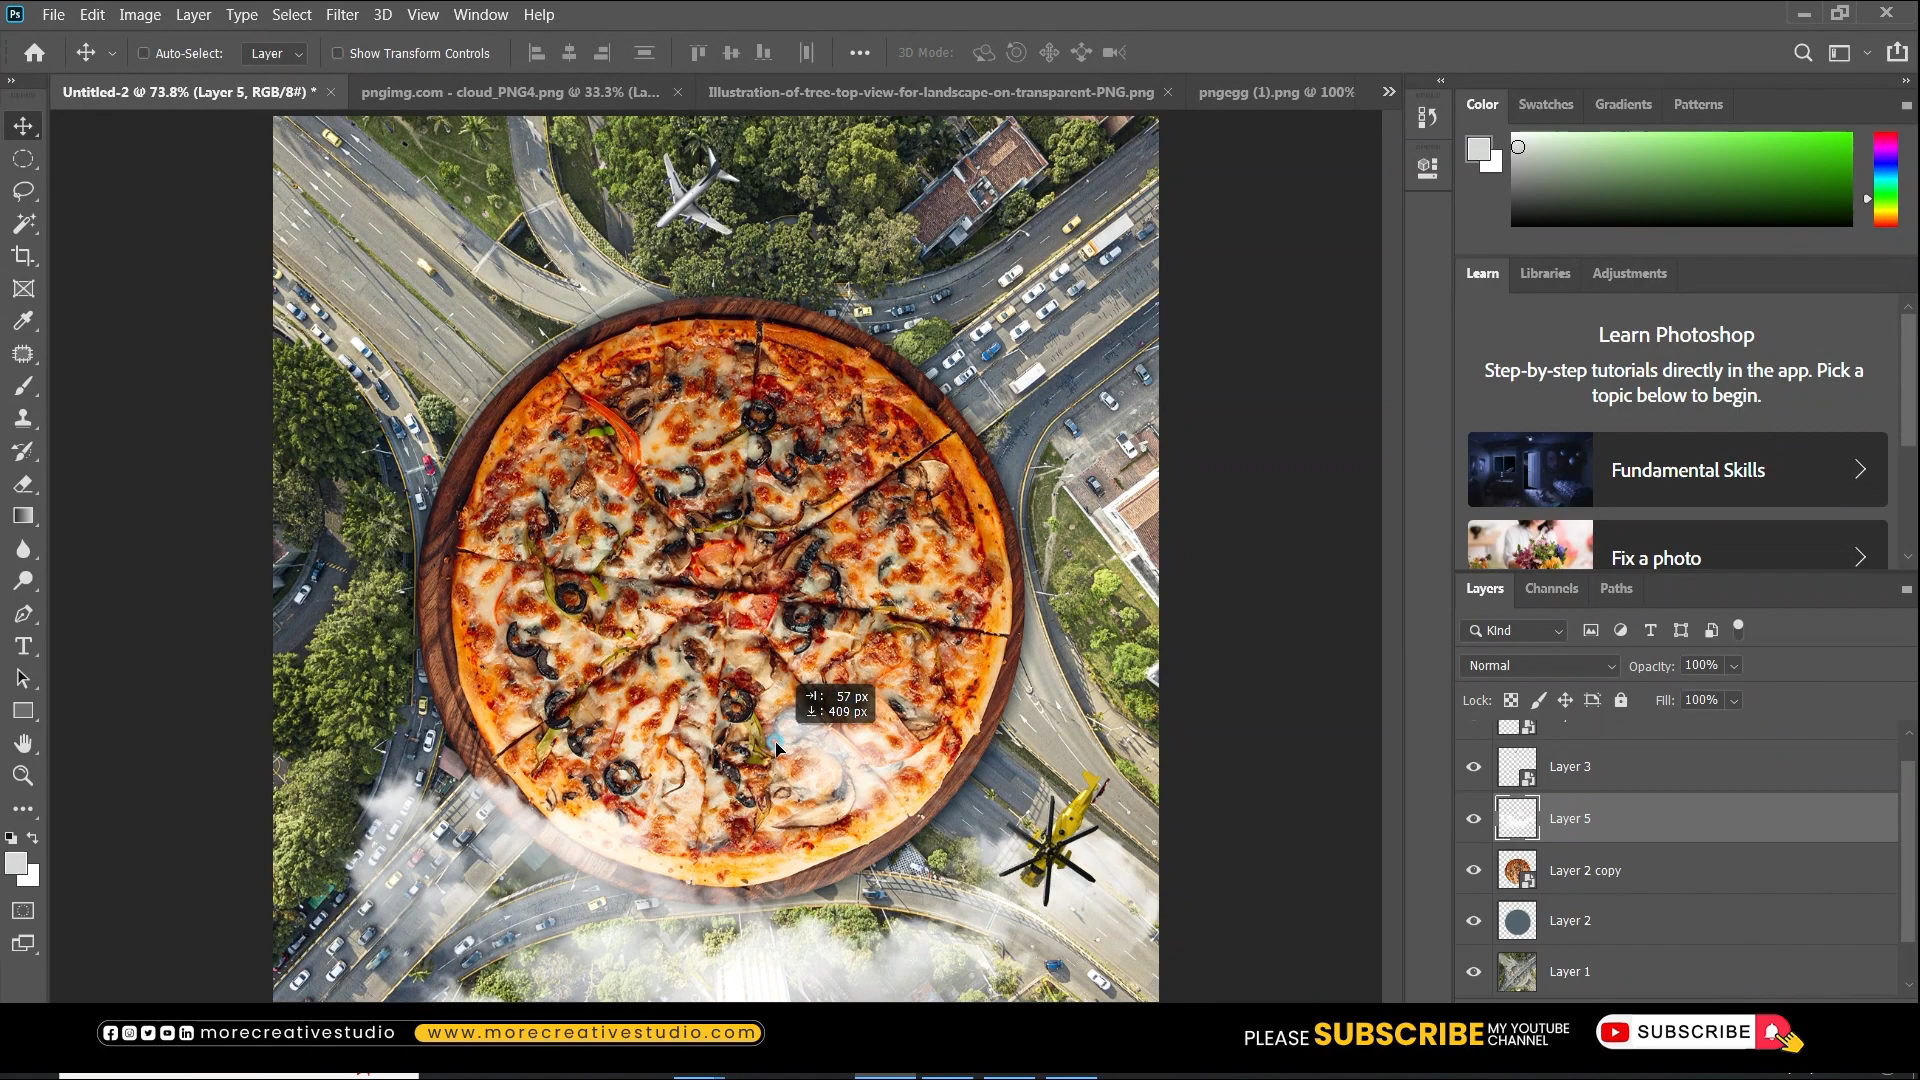 Ps File Edit Image Layer Type Select Filter 3D View Window Help
Auto-Select: Layer Show Transform Controls 3D Mode:
Untitled-2 @ 73.8% (Layer 5, RGB/8#) * pngimg.com - cloud_PNG4.png @ 33.3% (La... Illustration-of-tree-top-view-for-landscape-on-transparent-PNG.png pngegg (1).png @ 100%
Color Swatches Gradients Patterns
Learn Libraries Adjustments
Learn Photoshop
Step-by-step tutorials directly in the app. Pick a
topic below to begin.
Fundamental Skills
Fix a photo
Layers Channels Paths
Kind
Normal Opacity: 100%
Lock: Fill: 100%
57 px
409 px
Layer 3
Layer 5
Layer 2 copy
Layer 2
Layer 1
morecreativestudio www.morecreativestudio.com
PLEASE SUBSCRIBE MY YOUTUBE CHANNEL SUBSCRIBE